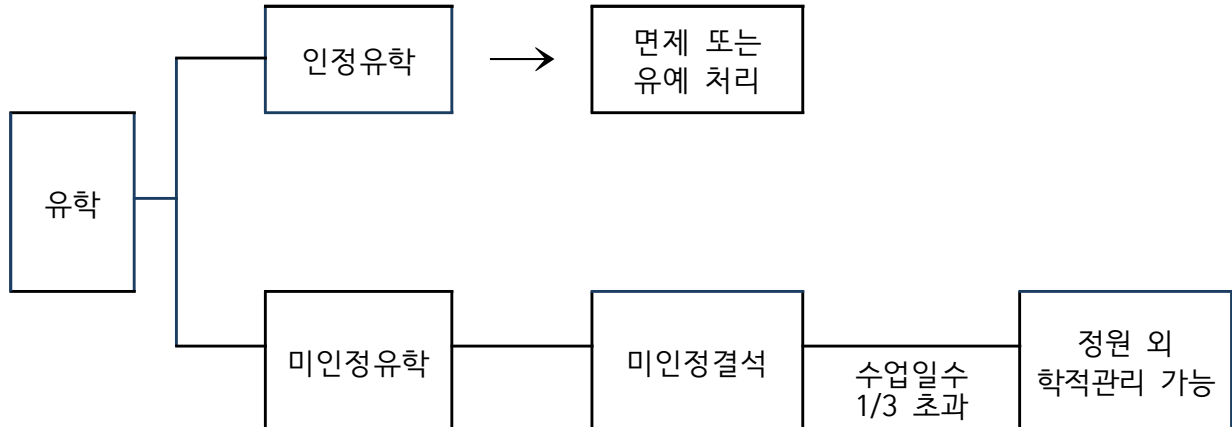 인정유학
면제 또는
유예 처리
유학
미인정유학
미인정결석
수업일수
1/3 초과
정원 외
학적관리 가능